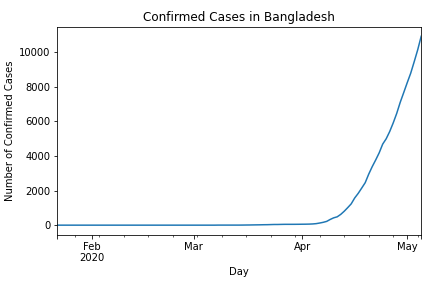 Confirmed Cases in Bangladesh
10000
8000
6000
4000
2000
0
Number of Confirmed Cases
Feb
2020
Mar
Apr
May
Day